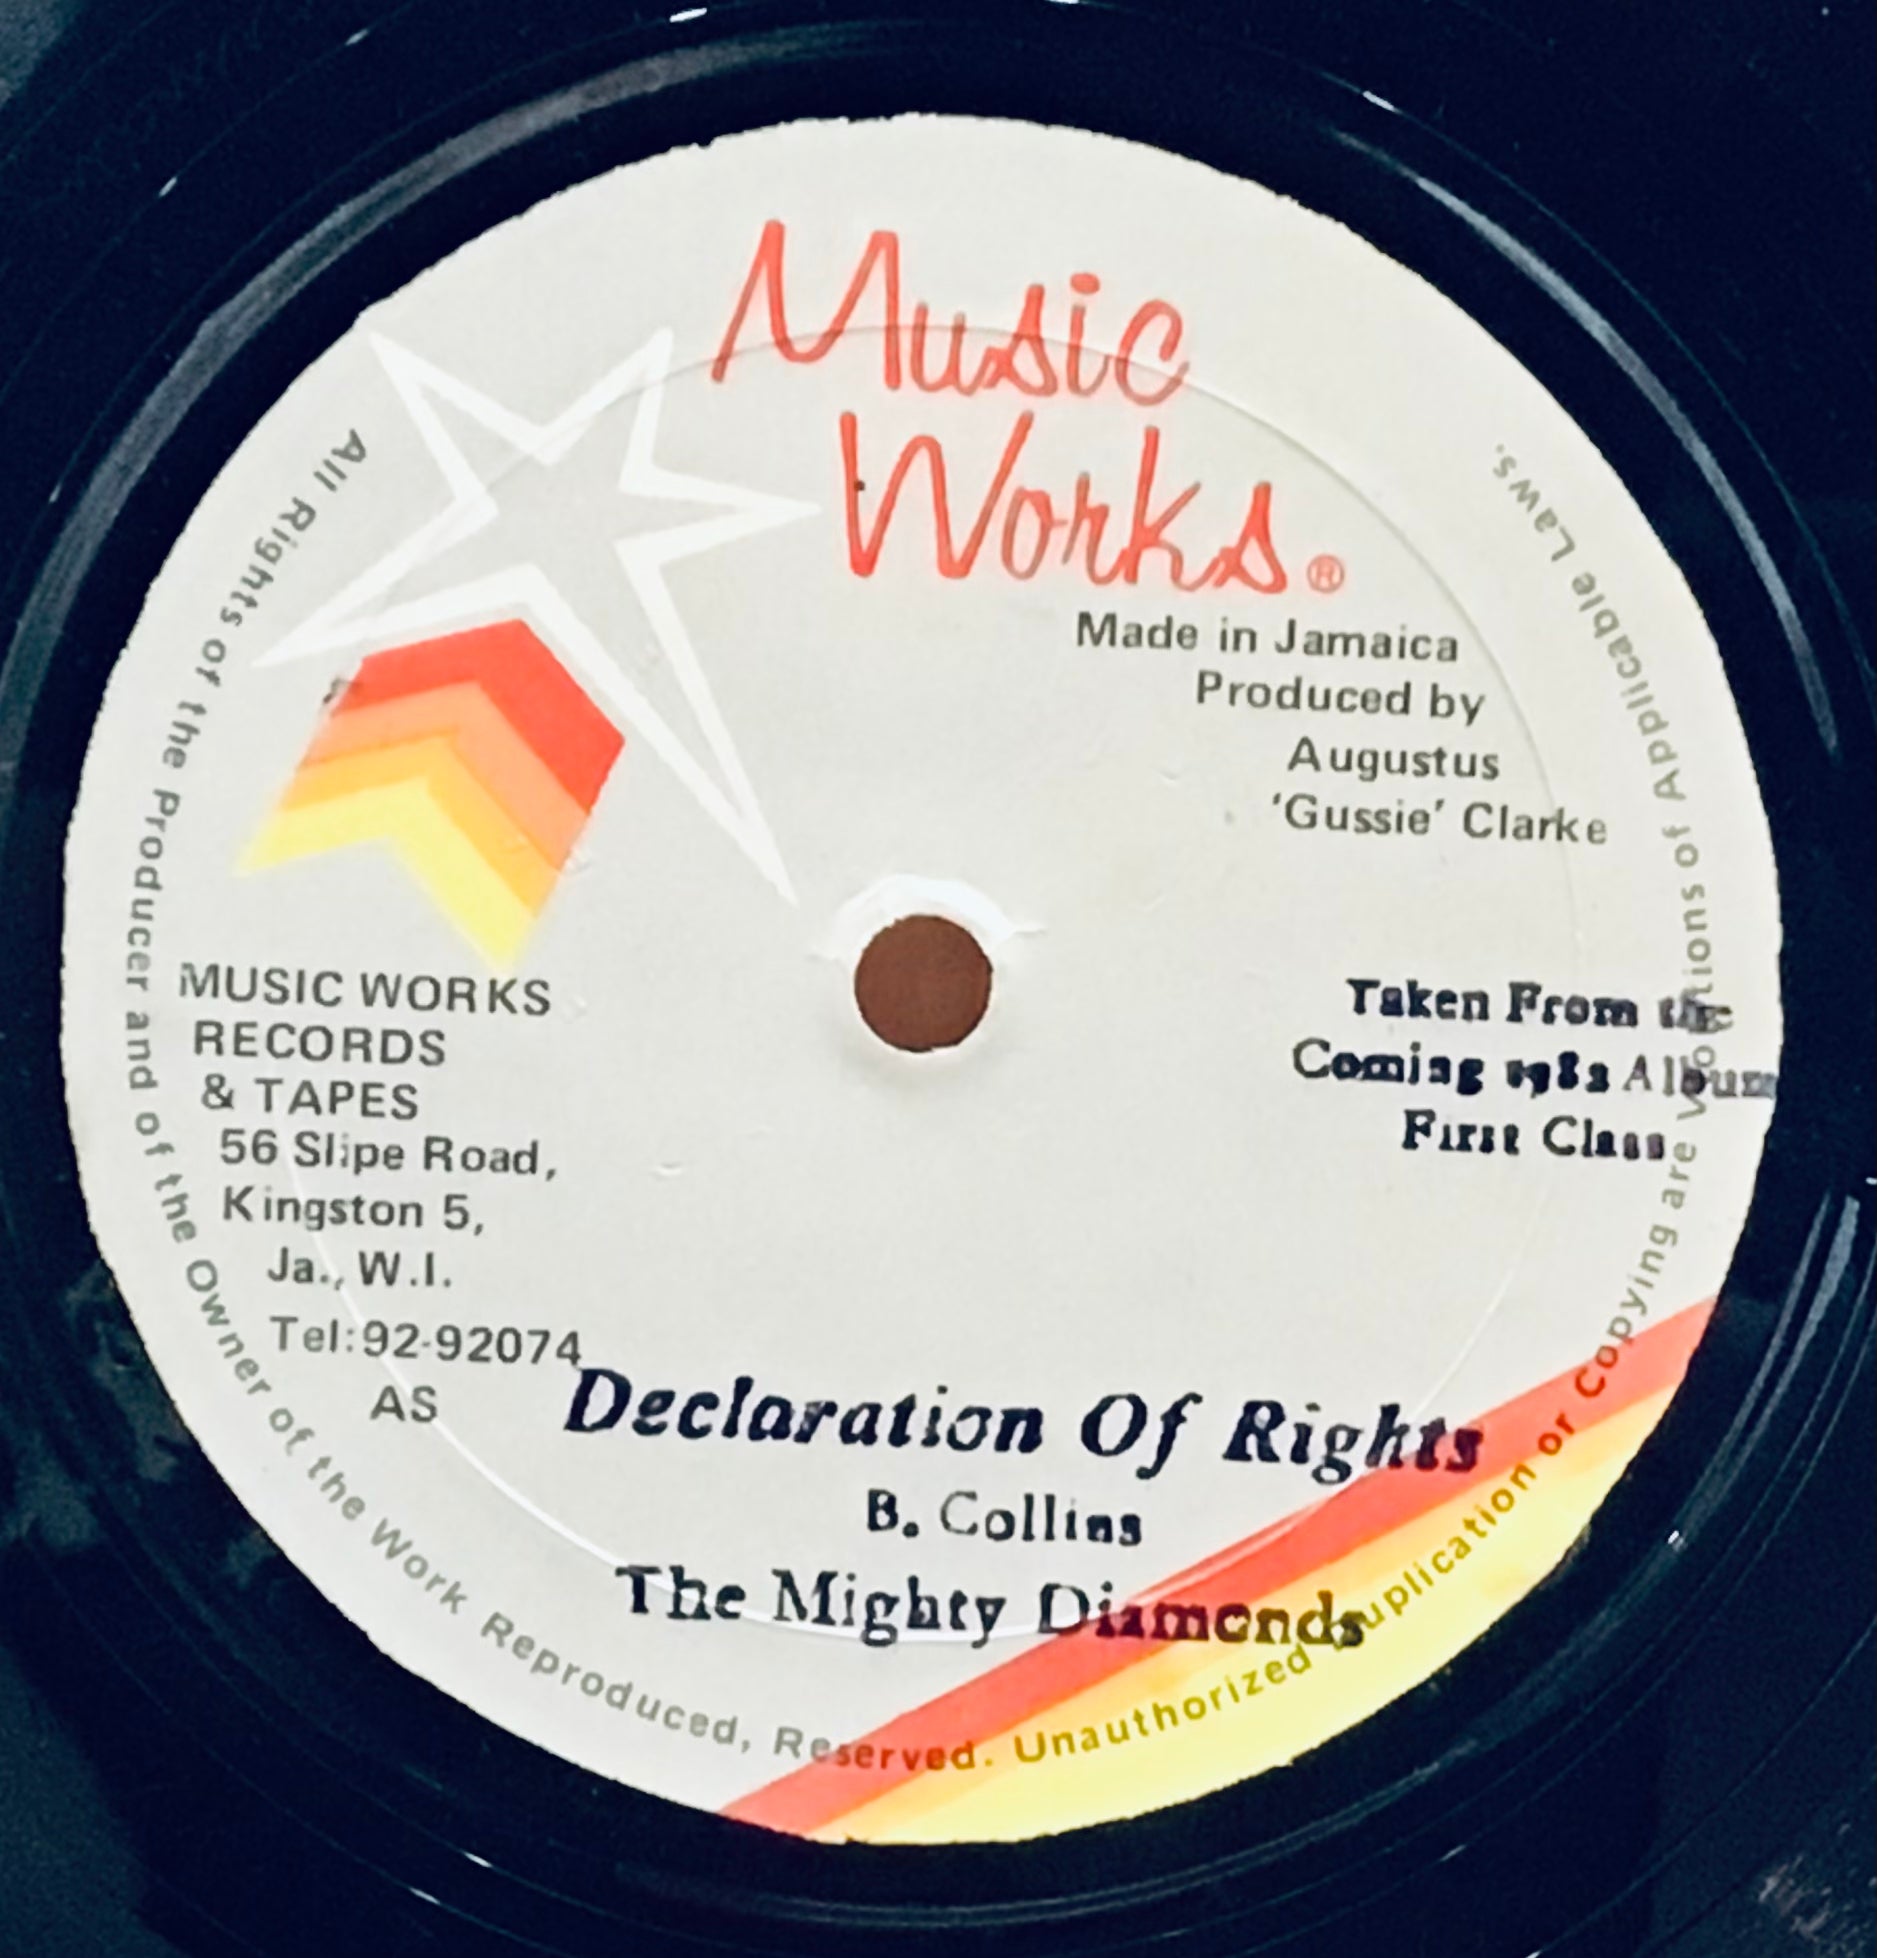 Music
Works®
Made in Jamaica
Produced by
Augustus
'Gussie' Clarke
MUSIC WORKS
RECORDS
& TAPES
56 Slipe Road,
Kingston 5,
Ja., W.I.
Tel:92-92074
AS
Taken From the
Coming 1982 Album
First Class
Declaration Of Rights
B. Collins
The Mighty Diamonds
All Rights of the Producer and of the Owner of the Work Reproduced, Reserved. Unauthorized Duplication or Copying are Violations of Applicable Laws.